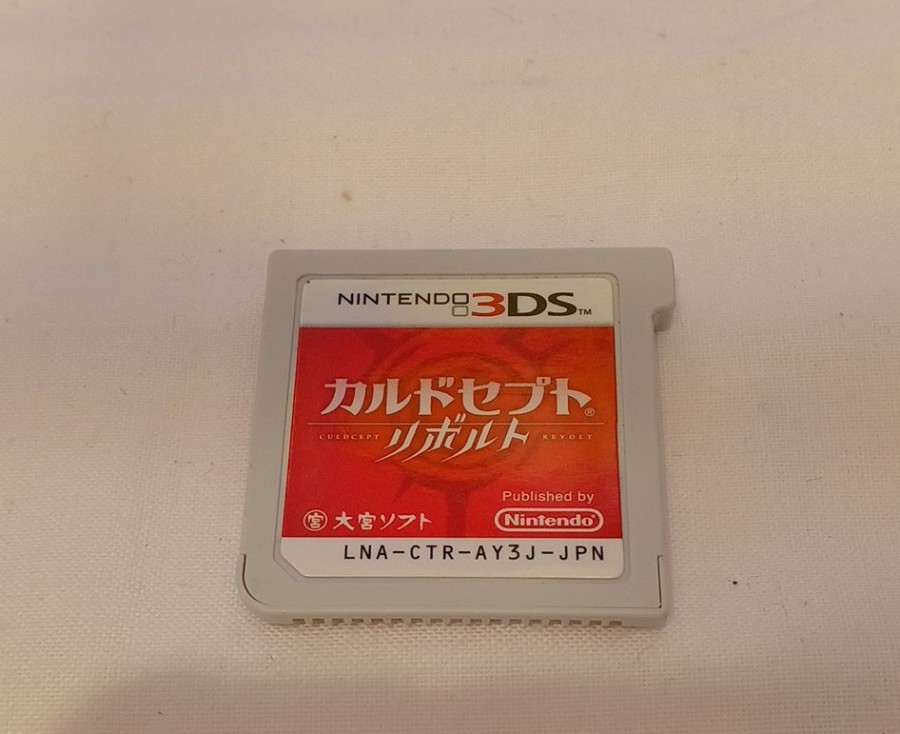 NINTENDO 3DS™
カルドセプト®
CULDCEPT リボルト REVOLT
Published by
宮 大宮ソフト Nintendo®
LNA-CTR-AY3J-JPN